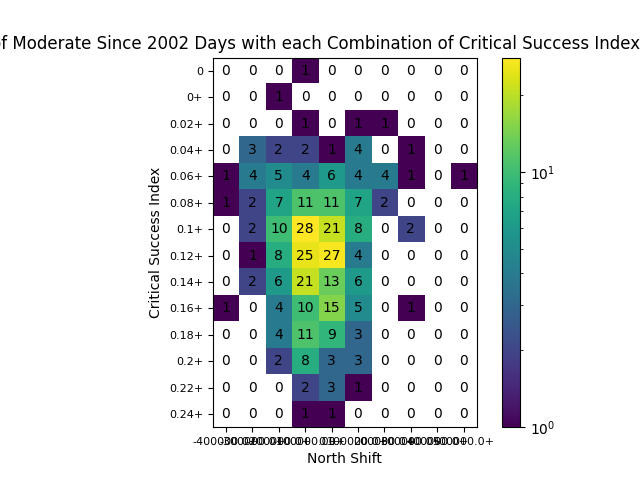 f Moderate Since 2002 Days with each Combination of Critical Success Index
Critical Success Index
0 0 0 0 1 0 0 0 0 0 0
0+ 0 0 1 0 0 0 0 0 0 0
0.02+ 0 0 0 1 0 1 1 0 0 0
0.04+ 0 3 2 2 1 4 0 1 0 0
0.06+ 1 4 5 4 6 4 4 1 0 1
0.08+ 1 2 7 11 11 7 2 0 0 0
0.1+ 0 2 10 28 21 8 0 2 0 0
0.12+ 0 1 8 25 27 4 0 0 0 0
0.14+ 0 2 6 21 13 6 0 0 0 0
0.16+ 1 0 4 10 15 5 0 1 0 0
0.18+ 0 0 4 11 9 3 0 0 0 0
0.2+ 0 0 2 8 3 3 0 0 0 0
0.22+ 0 0 0 2 3 1 0 0 0 0
0.24+ 0 0 0 1 1 0 0 0 0 0
North Shift
10¹
10⁰